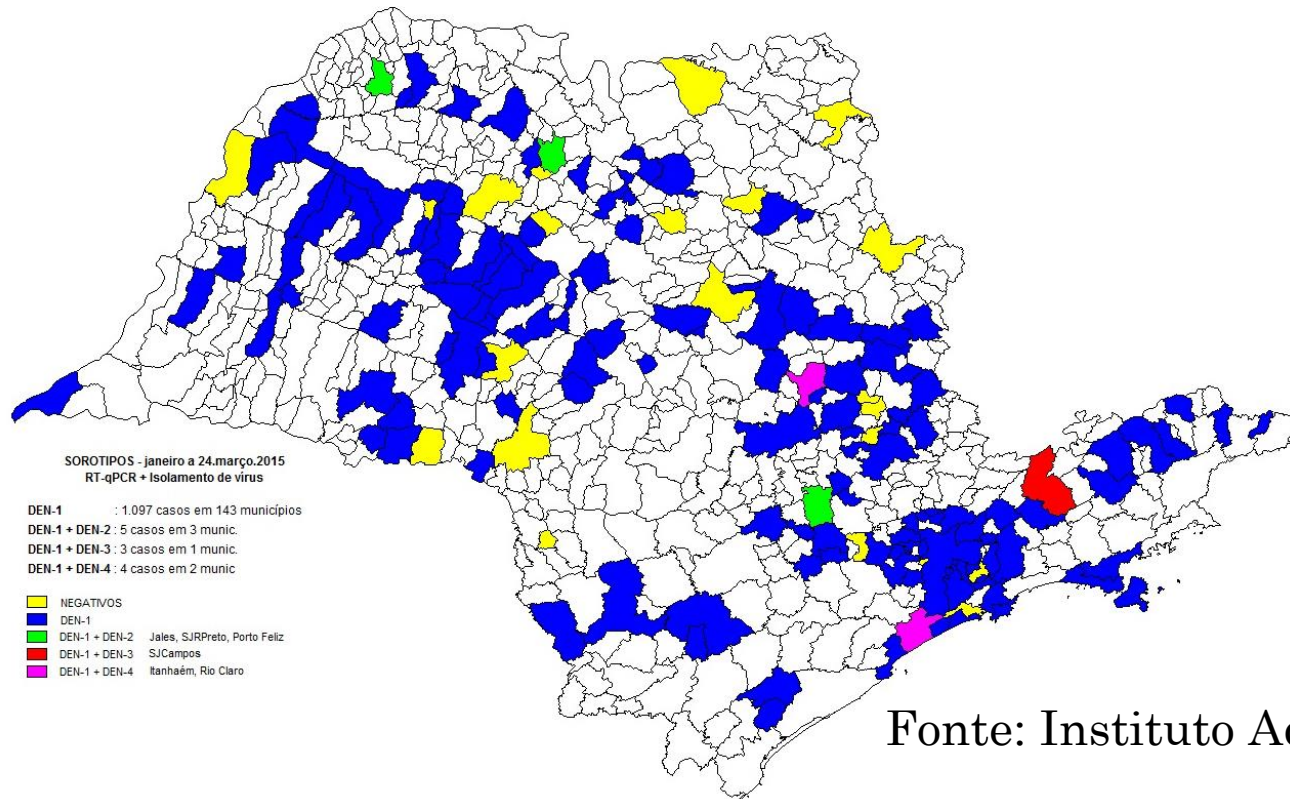 SOROTIPOS - janeiro a 24.março.2015
RT-qPCR + Isolamento de virus
DEN-1 : 1.097 casos em 143 municípios
DEN-1 + DEN-2 : 5 casos em 3 munic.
DEN-1 + DEN-3 : 3 casos em 1 munic.
DEN-1 + DEN-4 : 4 casos em 2 munic
NEGATIVOS
DEN-1
DEN-1 + DEN-2 Jales, SJRPreto, Porto Feliz
DEN-1 + DEN-3 SJCampos
DEN-1 + DEN-4 Itanhaém, Rio Claro
Fonte: Instituto